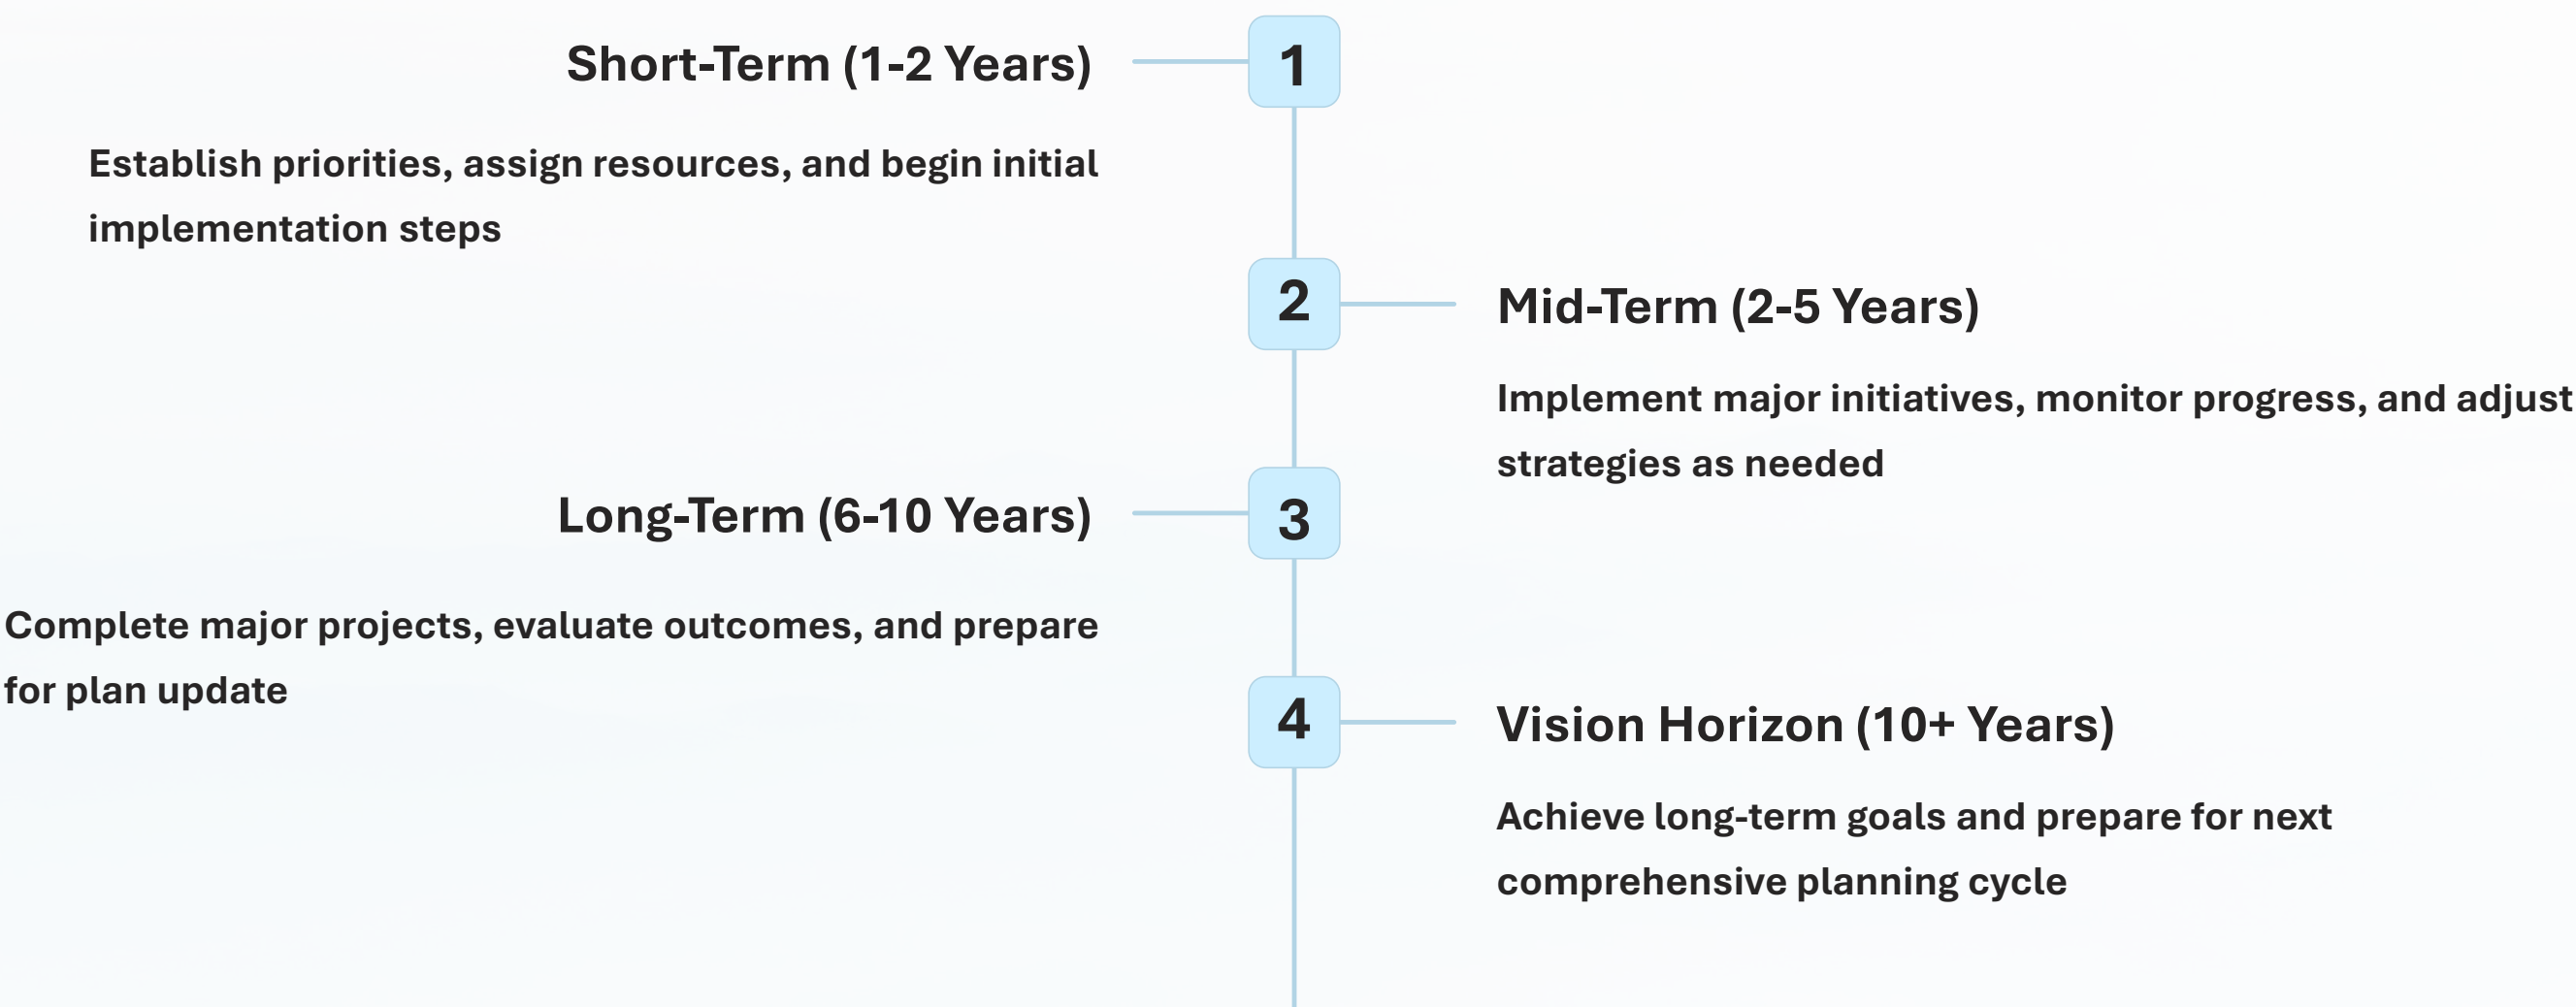 Short-Term (1-2 Years)
1
Establish priorities, assign resources, and begin initial
implementation steps
2
Mid-Term (2-5 Years)
Implement major initiatives, monitor progress, and adjust
strategies as needed
Long-Term (6-10 Years)
3
Complete major projects, evaluate outcomes, and prepare
for plan update
4
Vision Horizon (10+ Years)
Achieve long-term goals and prepare for next
comprehensive planning cycle